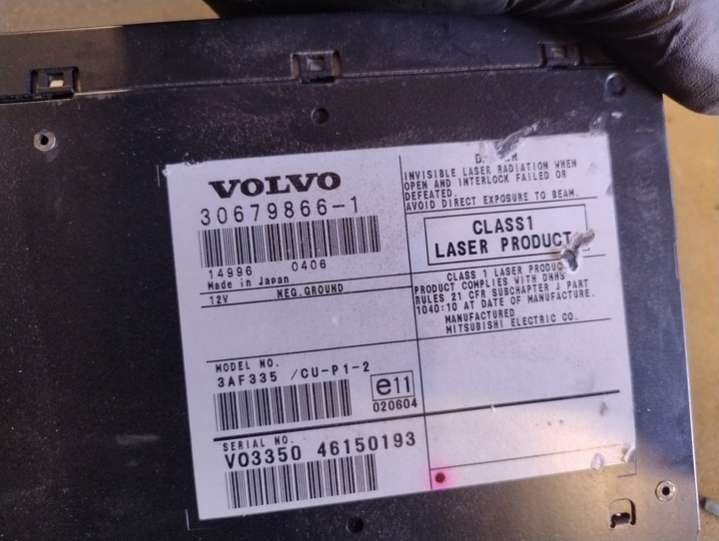 VOLVO
30679866-1
14996 0406
Made in Japan
12V NEG.GROUND
MODEL NO.
3AF335 /CU-P1-2
e11
020604
SERIAL NO.
VO3350 46150193
INVISIBLE LASER RADIATION WHEN
OPEN AND INTERLOCK FAILED OR
DEFEATED.
AVOID DIRECT EXPOSURE TO BEAM.
CLASS1
LASER PRODUCT
CLASS 1 LASER PRODUC
PRODUCT COMPLIES WITH DHHS
RULES 21 CFR SUBCHAPTER J PART
1040:10 AT DATE OF MANUFACTURE.
MANUFACTURED
MITSUBISHI ELECTRIC CO.